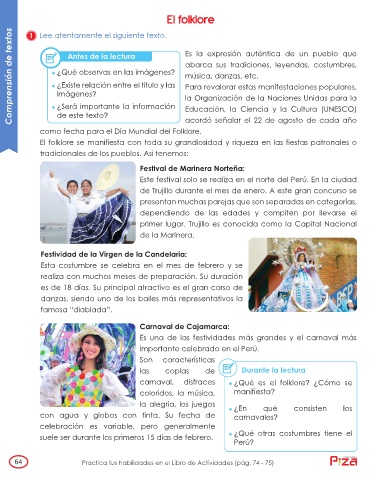 El folklore
Comprensión de textos
1 Lee atentamente el siguiente texto.
Antes de la lectura
• ¿Qué observas en las imágenes?
• ¿Existe relación entre el título y las
imágenes?
• ¿Será importante la información
de este texto?
Es la expresión auténtica de un pueblo que
abarca sus tradiciones, leyendas, costumbres,
música, danzas, etc.
Para revalorar estas manifestaciones populares,
la Organización de la Naciones Unidas para la
Educación, la Ciencia y la Cultura (UNESCO)
acordó señalar el 22 de agosto de cada año
como fecha para el Día Mundial del Folklore.
El folklore se manifiesta con toda su grandiosidad y riqueza en las fiestas patronales o
tradicionales de los pueblos. Así tenemos:
Festival de Marinera Norteña:
Este festival solo se realiza en el norte del Perú. En la ciudad
de Trujillo durante el mes de enero. A este gran concurso se
presentan muchas parejas que son separadas en categorías,
dependiendo de las edades y compiten por llevarse el
primer lugar. Trujillo es conocida como la Capital Nacional
de la Marinera.
Festividad de la Virgen de la Candelaria:
Esta costumbre se celebra en el mes de febrero y se
realiza con muchos meses de preparación. Su duración
es de 18 días. Su principal atractivo es el gran corso de
danzas, siendo uno de los bailes más representativos la
famosa "diablada".
Carnaval de Cajamarca:
Es una de las festividades más grandes y el carnaval más
importante celebrado en el Perú.
Son características
las coplas de
carnaval, disfraces
coloridos, la música,
la alegría, los juegos
con agua y globos con tinta. Su fecha de
celebración es variable, pero generalmente
suele ser durante los primeros 15 días de febrero.
Durante la lectura
• ¿Qué es el folklore? ¿Cómo se
manifiesta?
• ¿En qué consisten los
carnavales?
• ¿Qué otras costumbres tiene el
Perú?
64
Practica tus habilidades en el Libro de Actividades (pág. 74 - 75)